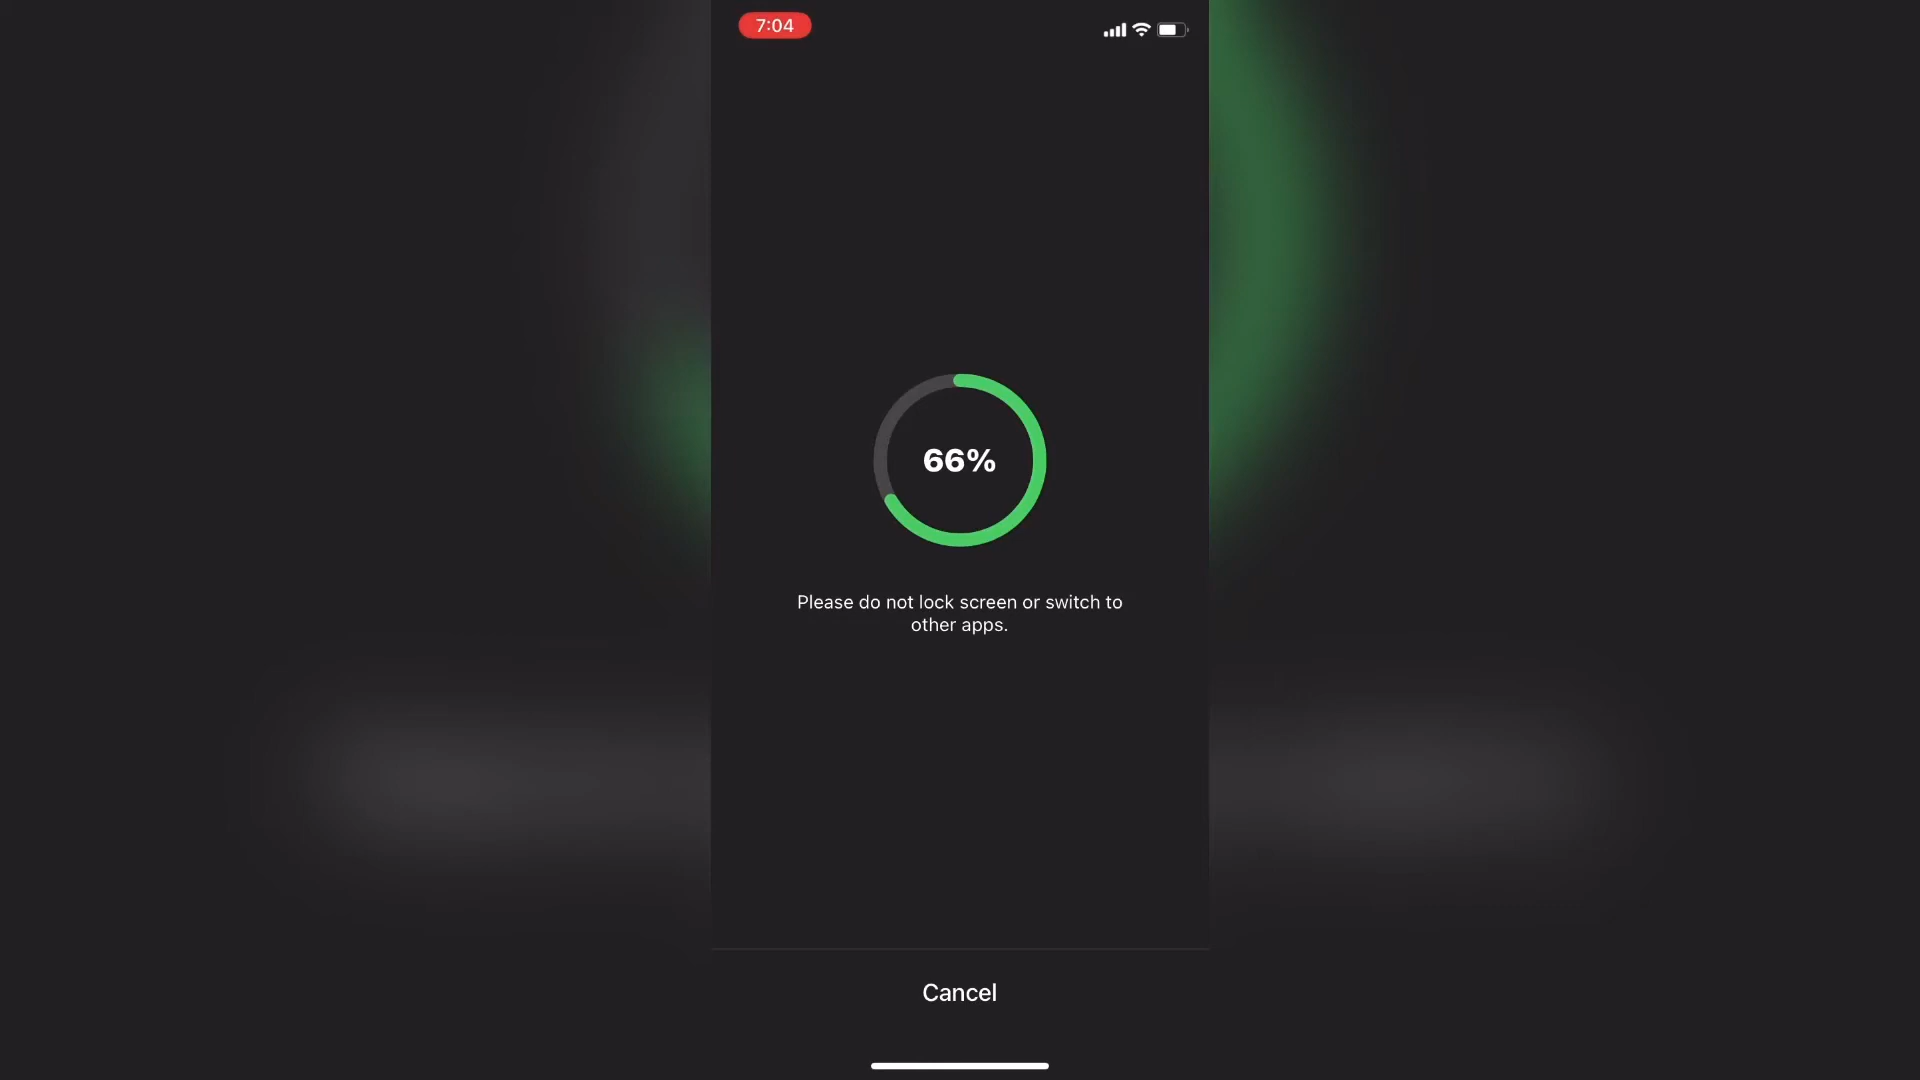 7:04
66%
Please do not lock screen or switch to
other apps.
Cancel